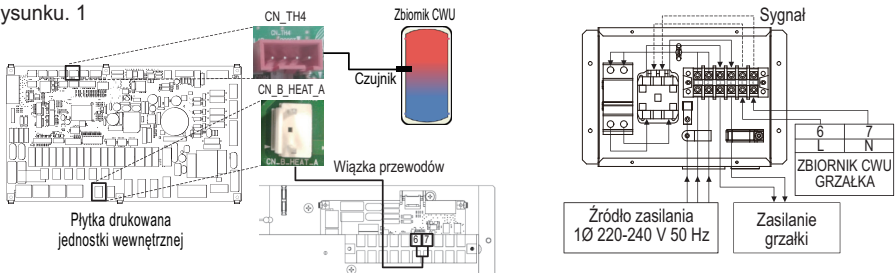 ysunku. 1
CN_TH4
Zbiornik CWU
Czujnik
CN_B_HEAT_A
CN_B_HEAT_A
Wiązka przewodów
Płytka drukowana
jednostki wewnętrznej
6 7
Sygnał
6 7
L N
ZBIORNIK CWU
GRZAŁKA
Źródło zasilania
1Ø 220-240 V 50 Hz
Zasilanie
grzałki